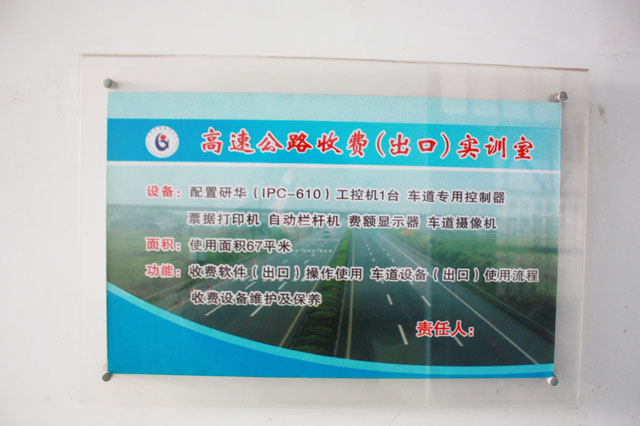 高速公路收费(出口)实训室
设备：配置研华（IPC-610）工控机1台 车道专用控制器
票据打印机 自动栏杆机 费额显示器 车道摄像机
面积：使用面积67平米
功能：收费软件（出口）操作使用 车道设备（出口）使用流程
收费设备维护及保养
责任人：